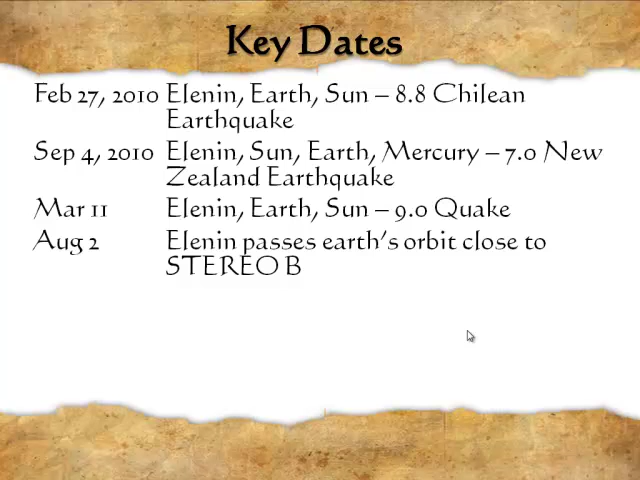 Key Dates
Feb 27, 2010 Elenin, Earth, Sun – 8.8 Chilean
Earthquake
Sep 4, 2010 Elenin, Sun, Earth, Mercury – 7.0 New
Zealand Earthquake
Mar 11 Elenin, Earth, Sun – 9.0 Quake
Aug 2 Elenin passes earth's orbit close to
STEREO B